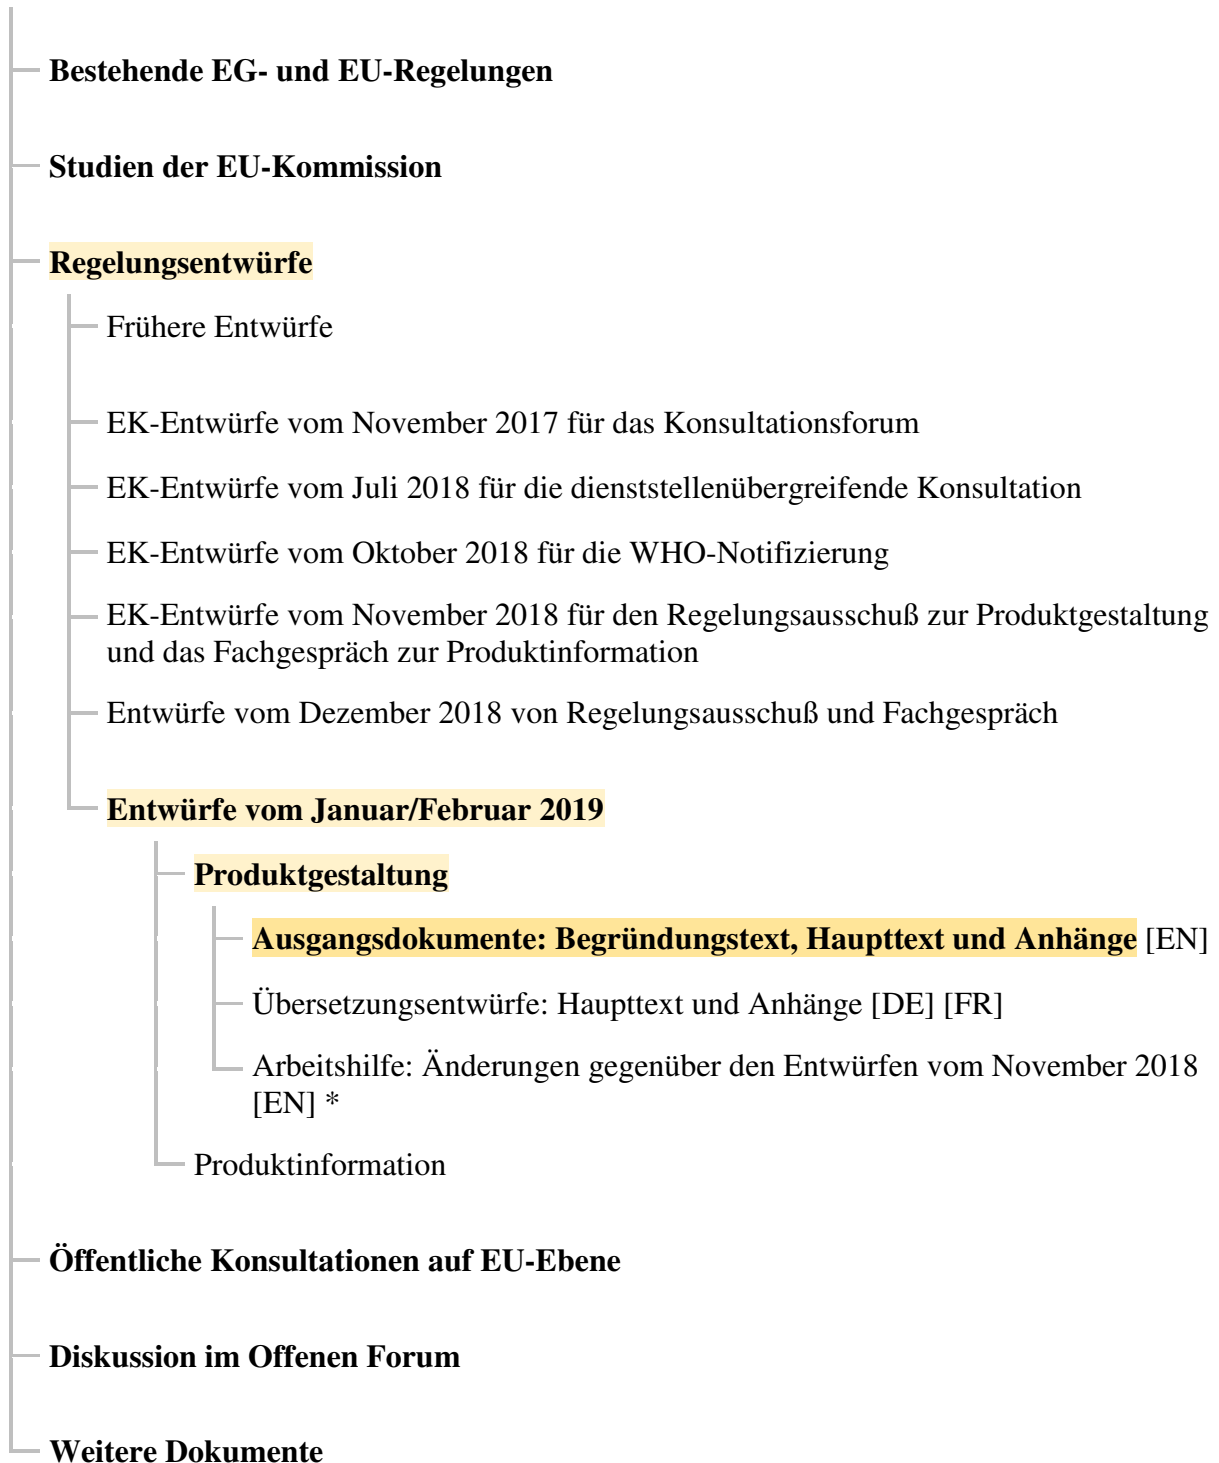 Bestehende EG- und EU-Regelungen
Studien der EU-Kommission
Regelungsentwürfe
Frühere Entwürfe
EK-Entwürfe vom November 2017 für das Konsultationsforum
EK-Entwürfe vom Juli 2018 für die dienststellenübergreifende Konsultation
EK-Entwürfe vom Oktober 2018 für die WHO-Notifizierung
EK-Entwürfe vom November 2018 für den Regelungsausschuß zur Produktgestaltung
und das Fachgespräch zur Produktinformation
Entwürfe vom Dezember 2018 von Regelungsausschuß und Fachgespräch
Entwürfe vom Januar/Februar 2019
Produktgestaltung
Ausgangsdokumente: Begründungstext, Haupttext und Anhänge [EN]
Übersetzungsentwürfe: Haupttext und Anhänge [DE] [FR]
Arbeitshilfe: Änderungen gegenüber den Entwürfen vom November 2018
[EN] *
Produktinformation
Öffentliche Konsultationen auf EU-Ebene
Diskussion im Offenen Forum
Weitere Dokumente